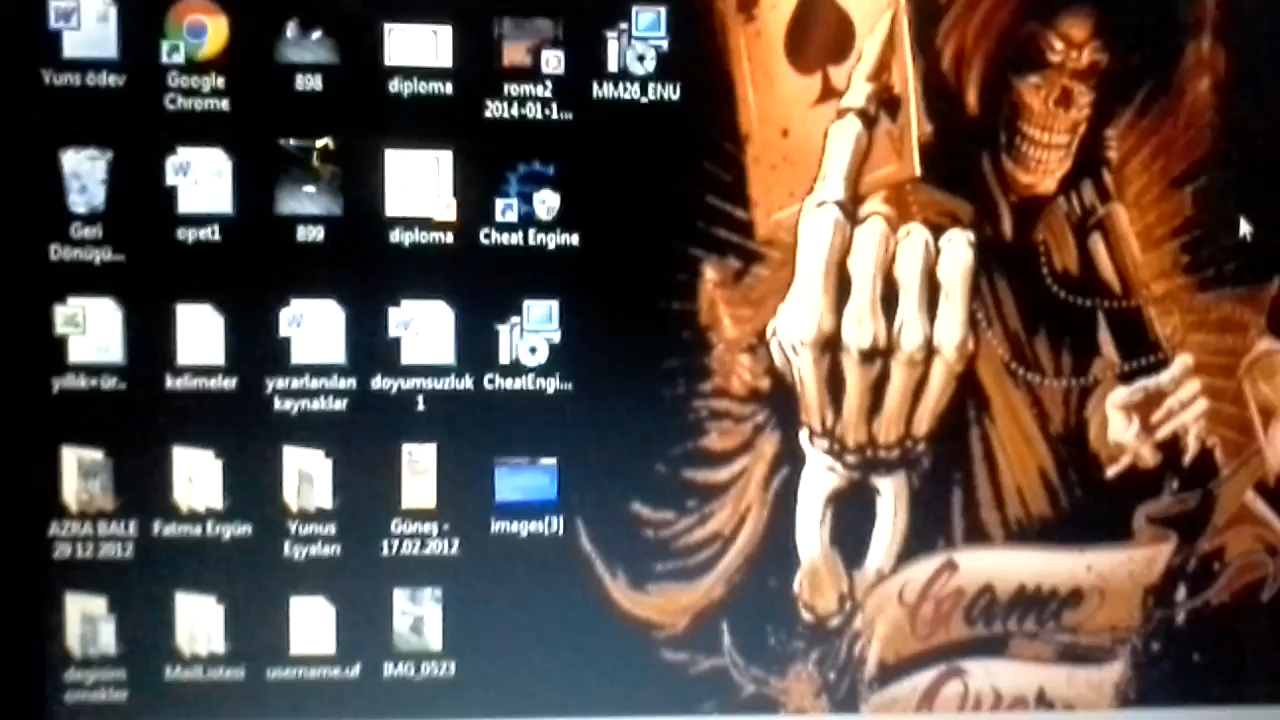 Yuns ödev
Google
Chrome
898
diploma
rome2
2014-01-1...
MM26_ENU
Geri
Dönüşü...
opet1
899
diploma
Cheat Engine
kelimeler
yararlanılan
kaynaklar
doyumsuzluk
1
CheatEngi...
AZRA BALE
29 12 2012
Fatma Ergün
Yunus
Eşyaları
Güneş -
17.02.2012
images[3]
MailListesi
username.uf
IMG_0523
Game
Over